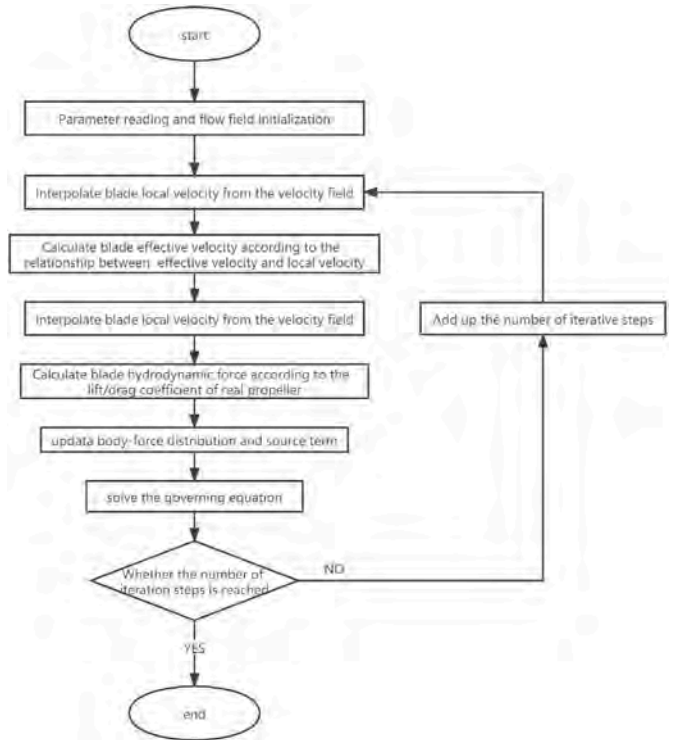 start
Parameter reading and flow field initialization
Interpolate blade local velocity from the velocity field
Calculate blade effective velocity according to the
relationship between effective velocity and local velocity
Interpolate blade local velocity from the velocity field
Add up the number of iterative steps
Calculate blade hydrodynamic force according to the
lift/drag coefficient of real propeller
updata body-force distribution and source term
solve the governing equation
Whether the number of
iteration steps is reached
NO
YES
end